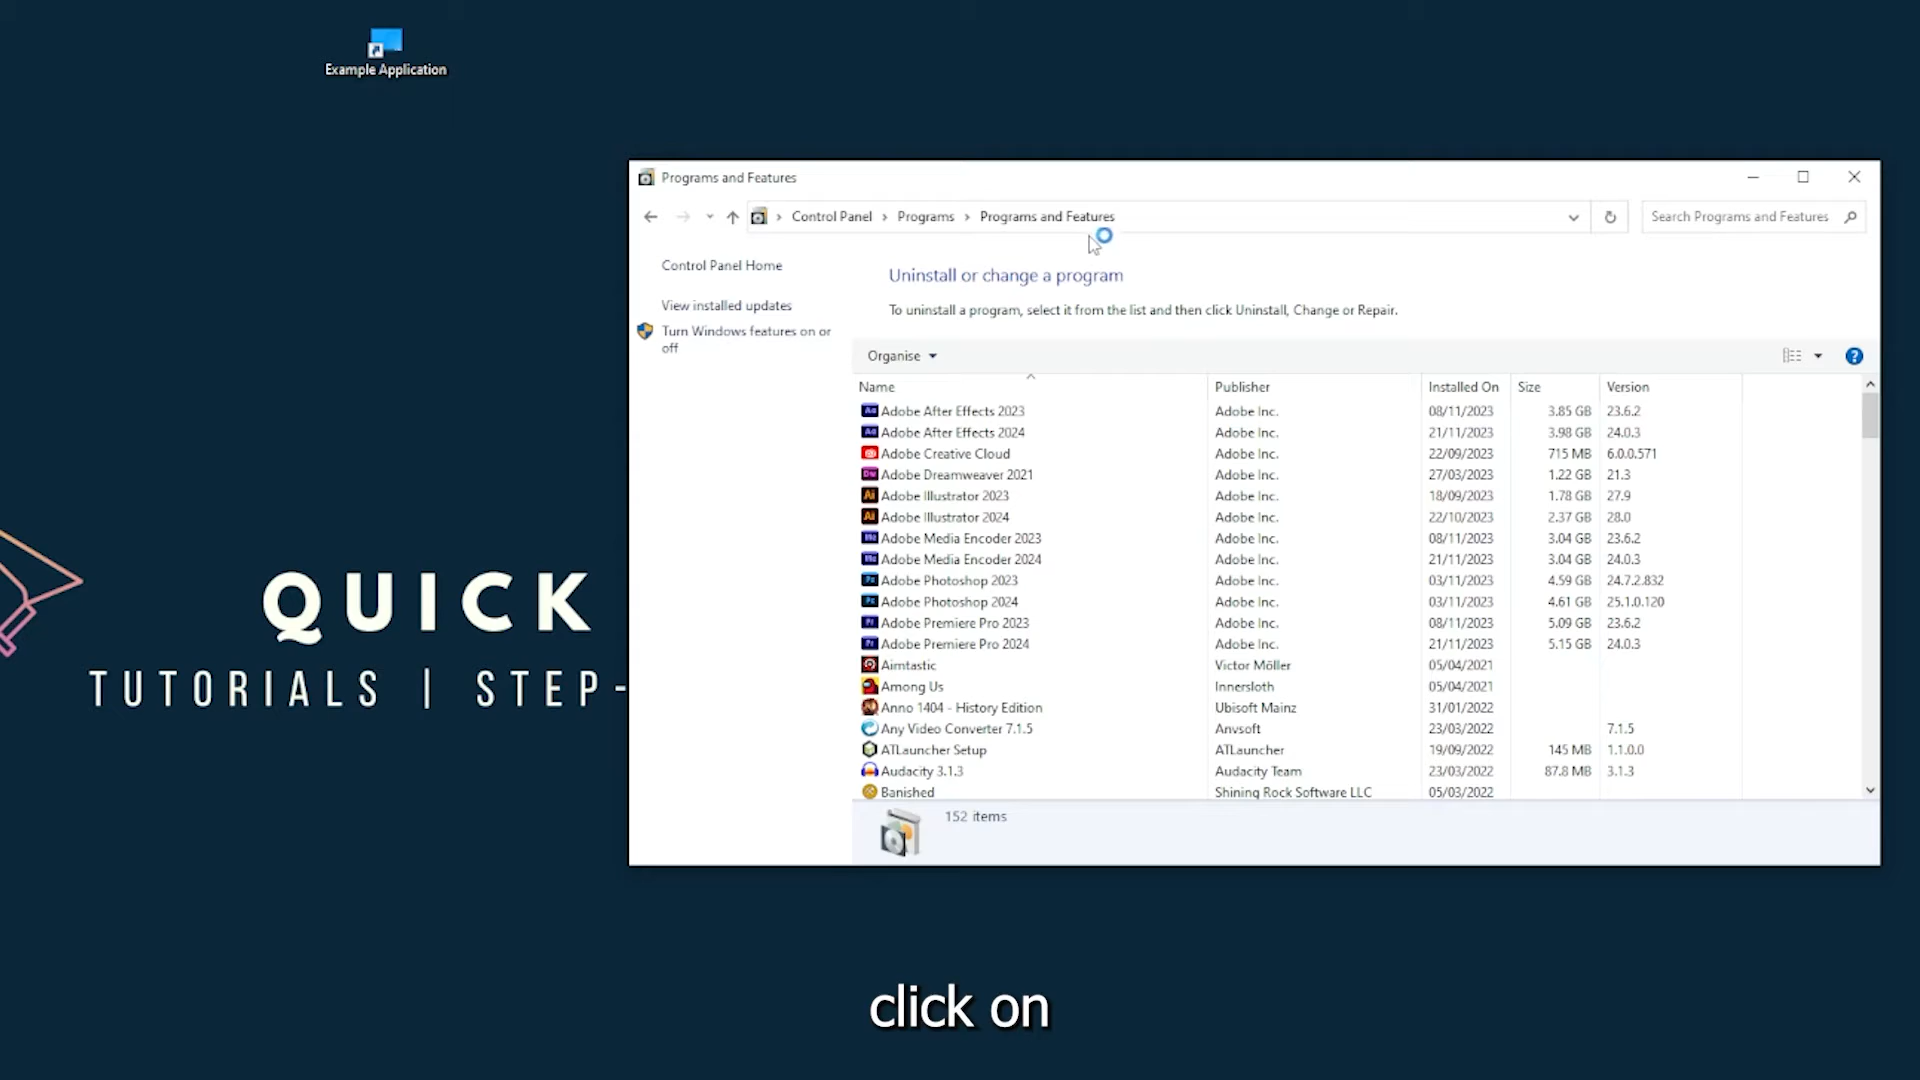 Example Application
QUICK
TUTORIALS | STEP-
Programs and Features
Control Panel › Programs › Programs and Features
Search Programs and Features
Control Panel Home
View installed updates
Turn Windows features on or
off
Uninstall or change a program
To uninstall a program, select it from the list and then click Uninstall, Change or Repair.
Organise
Name Publisher Installed On Size Version
Adobe After Effects 2023 Adobe Inc. 08/11/2023 3.85 GB 23.6.2
Adobe After Effects 2024 Adobe Inc. 21/11/2023 3.98 GB 24.0.3
Adobe Creative Cloud Adobe Inc. 22/09/2023 715 MB 6.0.0.571
Adobe Dreamweaver 2021 Adobe Inc. 27/03/2023 1.22 GB 21.3
Adobe Illustrator 2023 Adobe Inc. 18/09/2023 1.78 GB 27.9
Adobe Illustrator 2024 Adobe Inc. 22/10/2023 2.37 GB 28.0
Adobe Media Encoder 2023 Adobe Inc. 08/11/2023 3.04 GB 23.6.2
Adobe Media Encoder 2024 Adobe Inc. 21/11/2023 3.04 GB 24.0.3
Adobe Photoshop 2023 Adobe Inc. 03/11/2023 4.59 GB 24.7.2.832
Adobe Photoshop 2024 Adobe Inc. 03/11/2023 4.61 GB 25.1.0.120
Adobe Premiere Pro 2023 Adobe Inc. 08/11/2023 5.09 GB 23.6.2
Adobe Premiere Pro 2024 Adobe Inc. 21/11/2023 5.15 GB 24.0.3
Aimtastic Victor Möller 05/04/2021
Among Us Innersloth 05/04/2021
Anno 1404 - History Edition Ubisoft Mainz 31/01/2022
Any Video Converter 7.1.5 Anvsoft 23/03/2022 7.1.5
ATLauncher Setup ATLauncher 19/09/2022 145 MB 1.1.0.0
Audacity 3.1.3 Audacity Team 23/03/2022 87.8 MB 3.1.3
Banished Shining Rock Software LLC 05/03/2022
152 items
click on